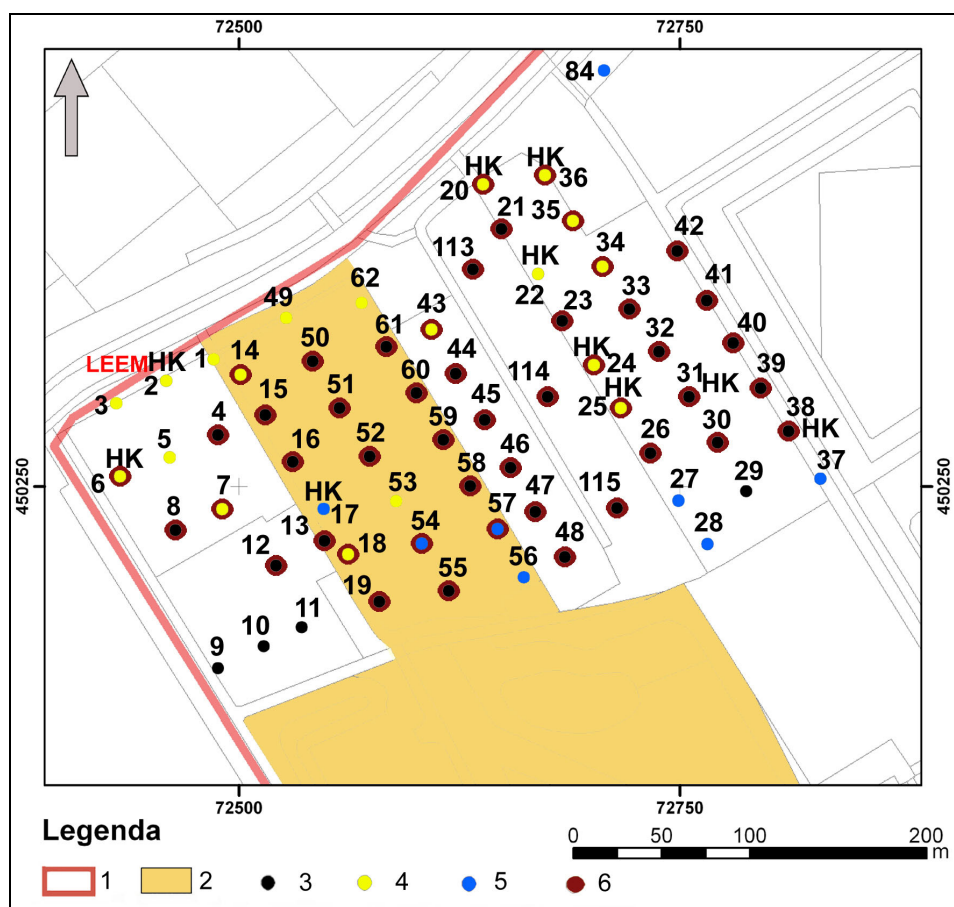 72500 72750
84
HK HK
20 36
21 35
42
113 HK 34
22 33 41
62
49 43 23
61 32 40
50 44 HK
LEEM HK 1 14 24 39
2 114 HK 31 HK
3 15 51 60 45 25 38 HK
4 59 30
5 16 52 46 26
HK 58 37
6 53 27 29
450250 450250
7 HK 57 47 115
8 17 54 28
13 18 48
12 56
55
19
11
10
9
72500 72750
Legenda
0 50 100 200
m
1 2 3 4 5 6